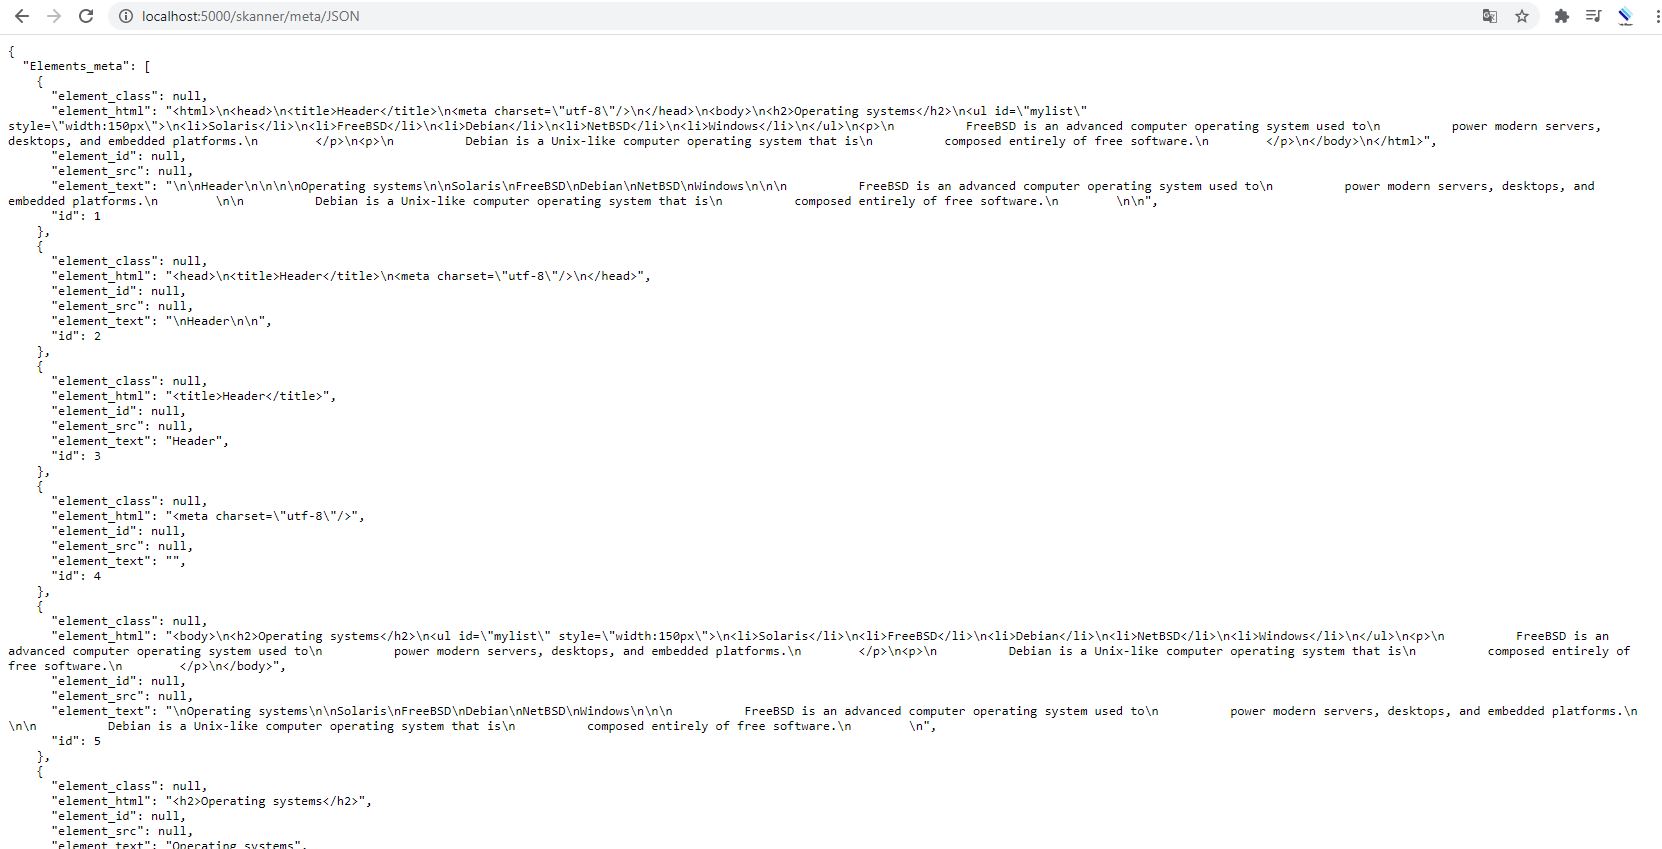 localhost:5000/skanner/meta/JSON
{
  "Elements_meta": [
    {
      "element_class": null,
      "element_html": "<html>\n<head>\n<title>Header</title>\n<meta charset=\"utf-8\"/>\n</head>\n<body>\n<h2>Operating systems</h2>\n<ul id=\"mylist\"
style=\"width:150px\">\n<li>Solaris</li>\n<li>FreeBSD</li>\n<li>Debian</li>\n<li>NetBSD</li>\n<li>Windows</li>\n</ul>\n<p>\n          FreeBSD is an advanced computer operating system used to\n          power modern servers,
desktops, and embedded platforms.\n        </p>\n<p>\n          Debian is a Unix-like computer operating system that is\n          composed entirely of free software.\n        </p>\n</body>\n</html>",
      "element_id": null,
      "element_src": null,
      "element_text": "\n\nHeader\n\n\n\nOperating systems\n\nSolaris\nFreeBSD\nDebian\nNetBSD\nWindows\n\n\n          FreeBSD is an advanced computer operating system used to\n          power modern servers, desktops, and
embedded platforms.\n        \n\n          Debian is a Unix-like computer operating system that is\n          composed entirely of free software.\n        \n\n",
      "id": 1
    },
    {
      "element_class": null,
      "element_html": "<head>\n<title>Header</title>\n<meta charset=\"utf-8\"/>\n</head>",
      "element_id": null,
      "element_src": null,
      "element_text": "\nHeader\n\n",
      "id": 2
    },
    {
      "element_class": null,
      "element_html": "<title>Header</title>",
      "element_id": null,
      "element_src": null,
      "element_text": "Header",
      "id": 3
    },
    {
      "element_class": null,
      "element_html": "<meta charset=\"utf-8\"/>",
      "element_id": null,
      "element_src": null,
      "element_text": "",
      "id": 4
    },
    {
      "element_class": null,
      "element_html": "<body>\n<h2>Operating systems</h2>\n<ul id=\"mylist\" style=\"width:150px\">\n<li>Solaris</li>\n<li>FreeBSD</li>\n<li>Debian</li>\n<li>NetBSD</li>\n<li>Windows</li>\n</ul>\n<p>\n          FreeBSD is an
advanced computer operating system used to\n          power modern servers, desktops, and embedded platforms.\n        </p>\n<p>\n          Debian is a Unix-like computer operating system that is\n          composed entirely of
free software.\n        </p>\n</body>",
      "element_id": null,
      "element_src": null,
      "element_text": "\nOperating systems\n\nSolaris\nFreeBSD\nDebian\nNetBSD\nWindows\n\n\n          FreeBSD is an advanced computer operating system used to\n          power modern servers, desktops, and embedded platforms.\n
\n\n          Debian is a Unix-like computer operating system that is\n          composed entirely of free software.\n        \n",
      "id": 5
    },
    {
      "element_class": null,
      "element_html": "<h2>Operating systems</h2>",
      "element_id": null,
      "element_src": null,
      "element_text": "Operating systems",